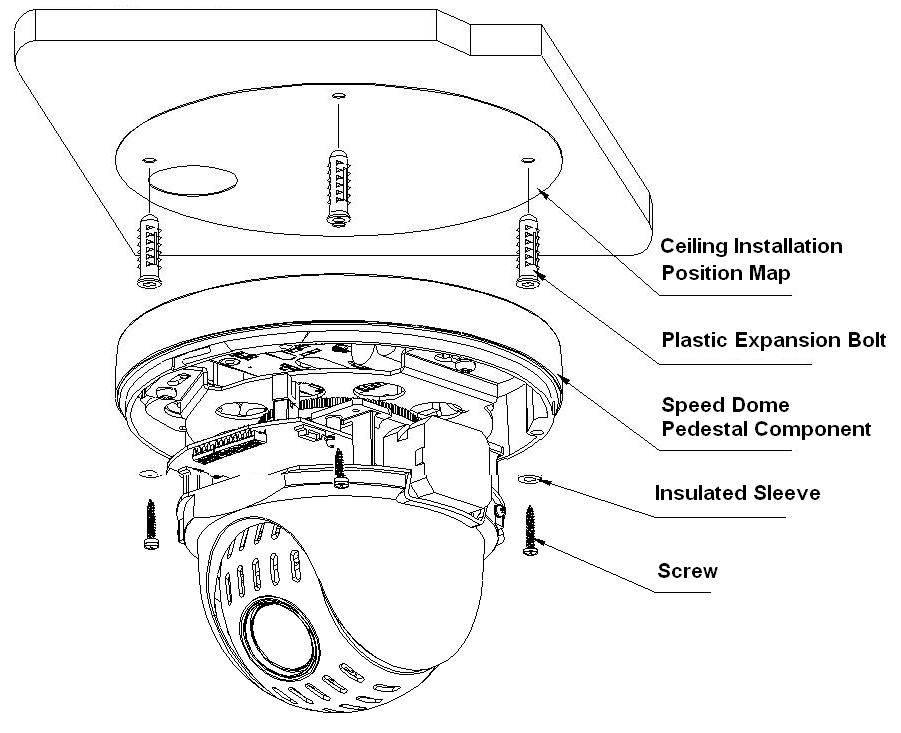 Ceiling Installation
Position Map
Plastic Expansion Bolt
Speed Dome
Pedestal Component
Insulated Sleeve
Screw